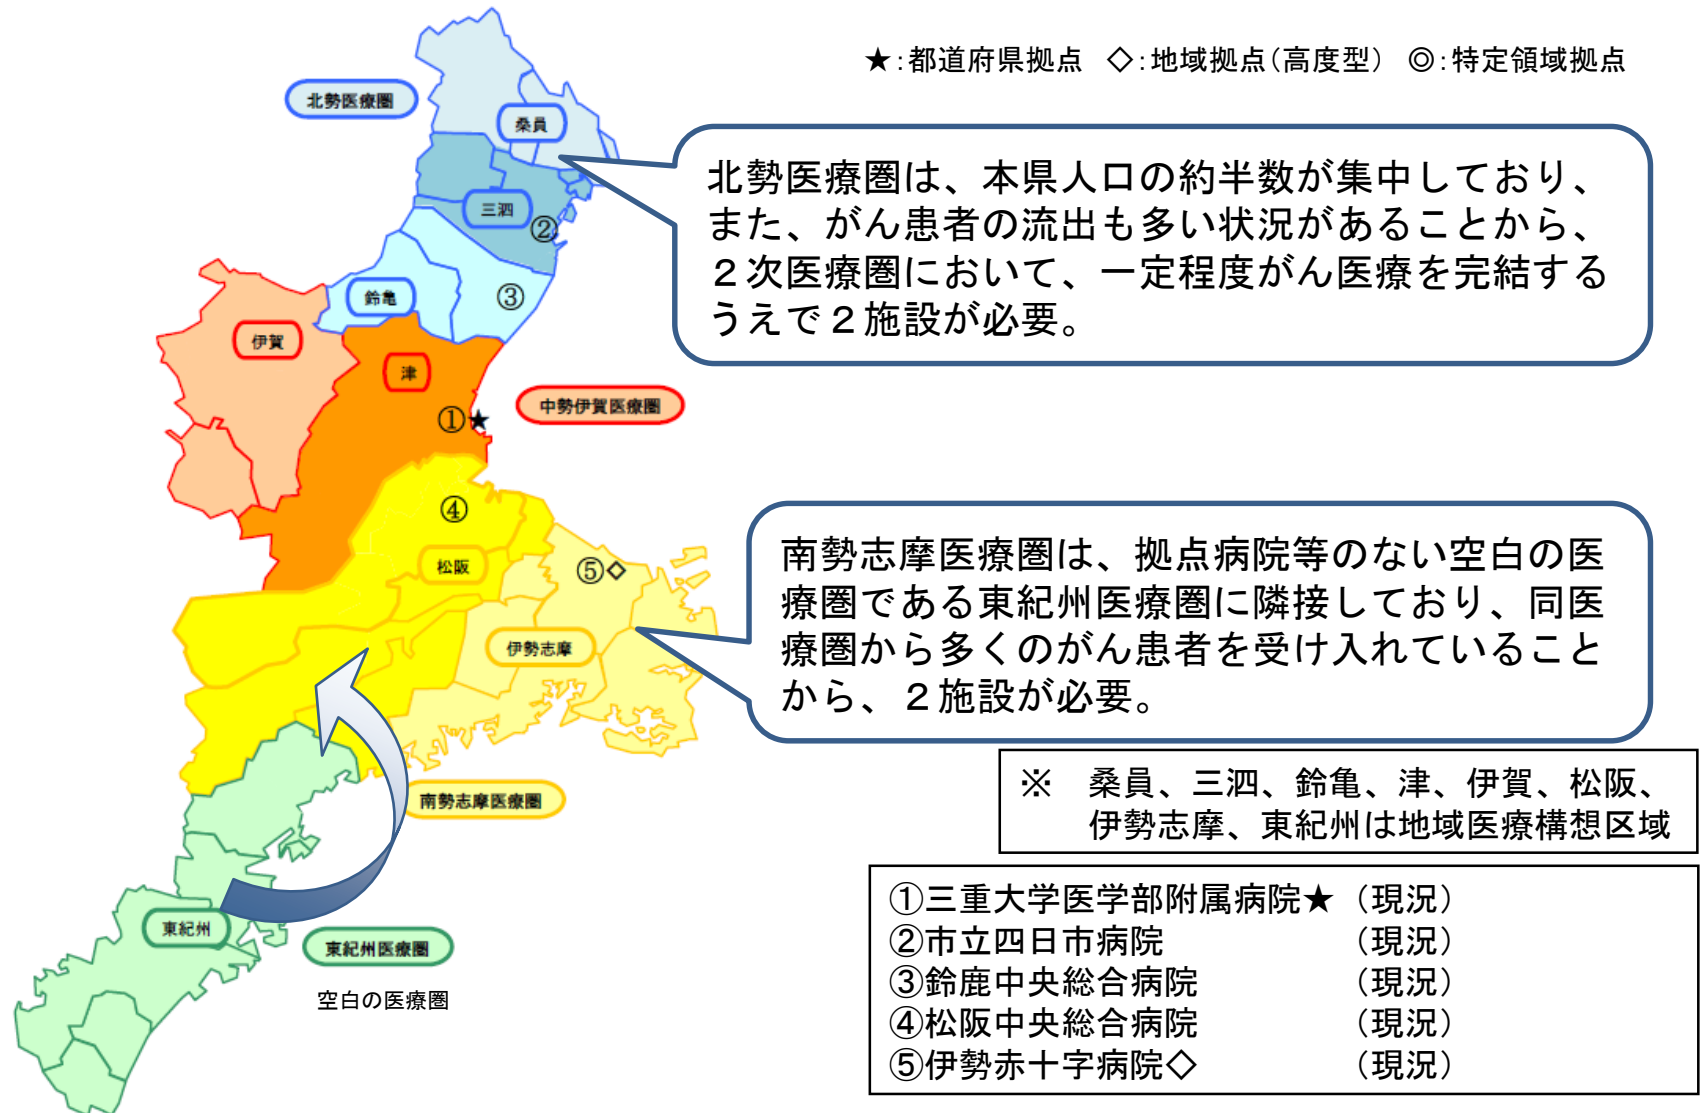 ★：都道府県拠点 ◇：地域拠点（高度型） ◎：特定領域拠点
北勢医療圏
桑員
北勢医療圏は、本県人口の約半数が集中しており、
また、がん患者の流出も多い状況があることから、
２次医療圏において、一定程度がん医療を完結する
うえで２施設が必要。
三泗
②
③
鈴亀
伊賀
津
①★
中勢伊賀医療圏
④
松阪
⑤◇
伊勢志摩
南勢志摩医療圏は、拠点病院等のない空白の医
療圏である東紀州医療圏に隣接しており、同医
療圏から多くのがん患者を受け入れていること
から、２施設が必要。
南勢志摩医療圏
※ 桑員、三泗、鈴亀、津、伊賀、松阪、
伊勢志摩、東紀州は地域医療構想区域
東紀州
東紀州医療圏
空白の医療圏
①三重大学医学部附属病院★（現況）
②市立四日市病院 （現況）
③鈴鹿中央総合病院 （現況）
④松阪中央総合病院 （現況）
⑤伊勢赤十字病院◇ （現況）